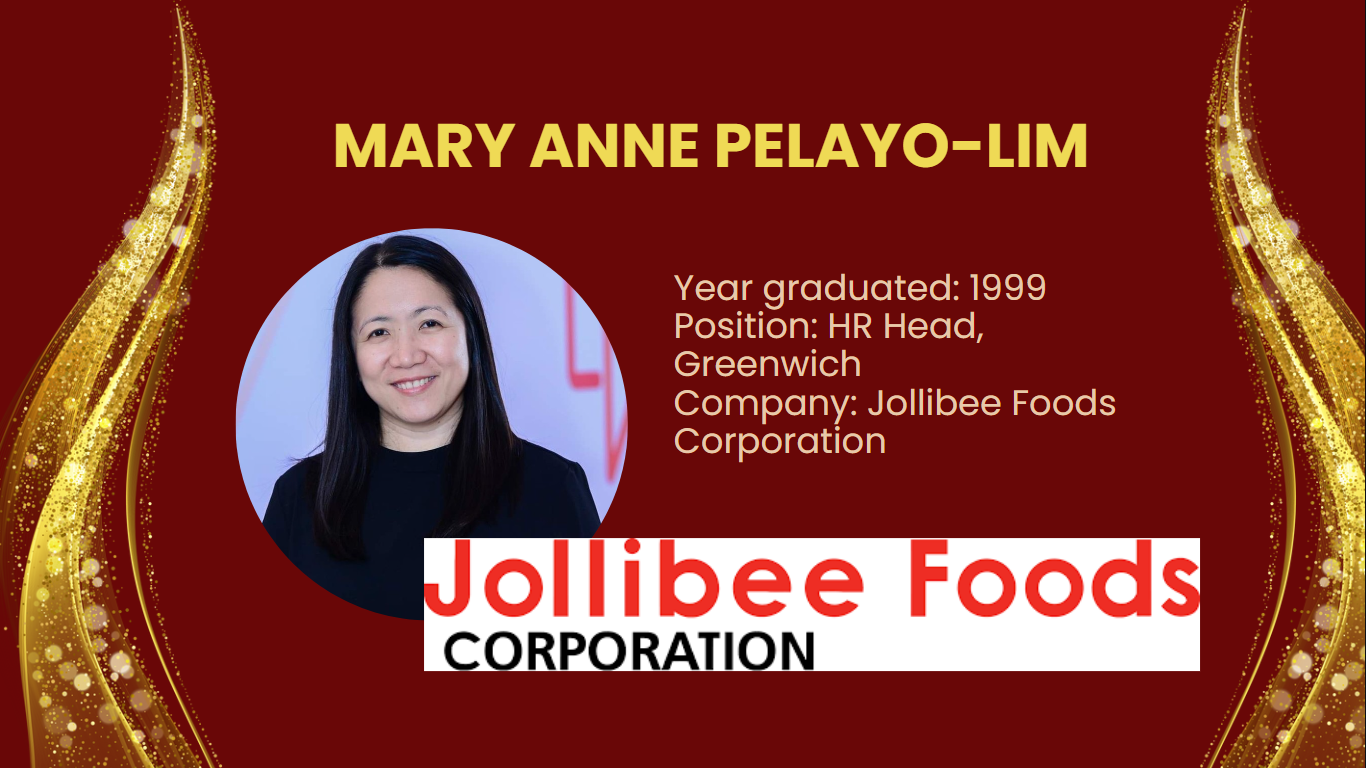 MARY ANNE PELAYO-LIM
Year graduated: 1999
Position: HR Head,
Greenwich
Company: Jollibee Foods
Corporation
Jollibee Foods
CORPORATION